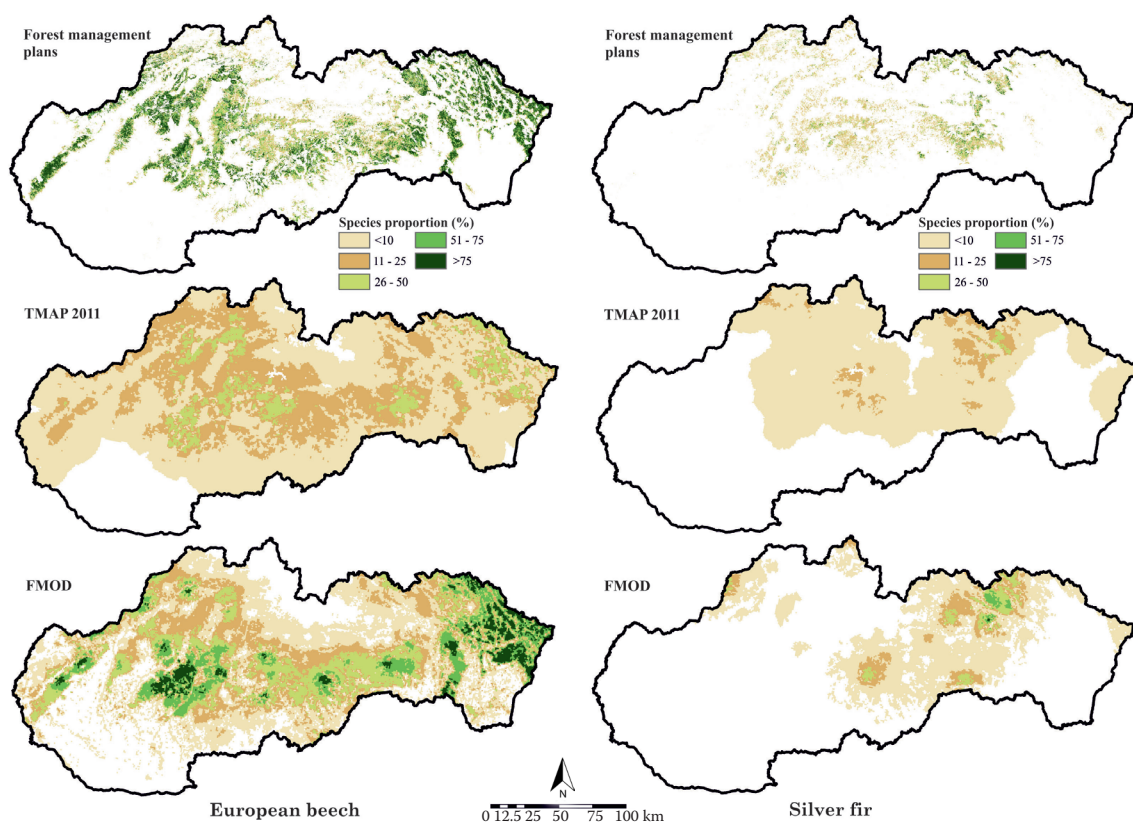 Forest management
plans
Forest management
plans
Species proportion (%)
<10
51 - 75
11 - 25
>75
26 - 50
Species proportion (%)
<10
51 - 75
11 - 25
>75
26 - 50
TMAP 2011
TMAP 2011
FMOD
FMOD
N
European beech
0 12.5 25 50 75 100 km
Silver fir